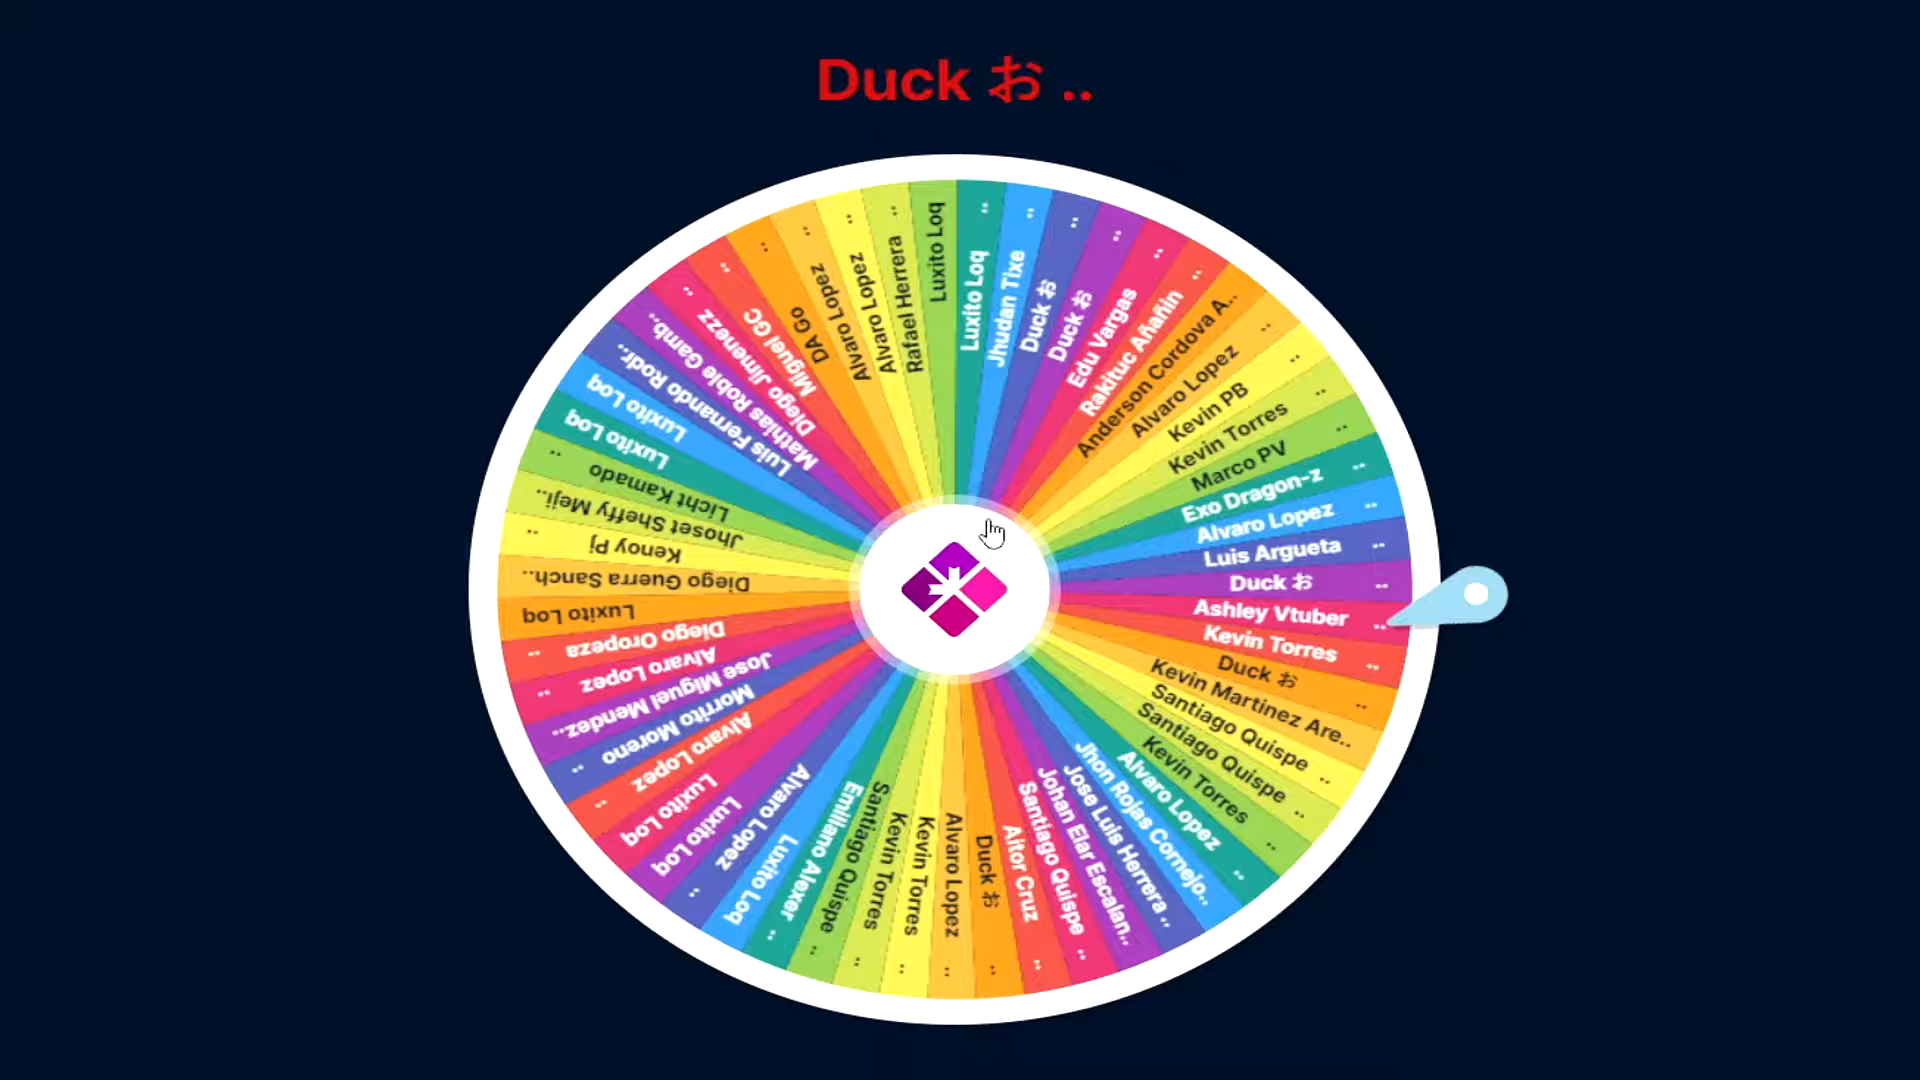 Duck お ..
Luxito Loq ..
Jhudan Tixe ..
Duck お ..
Duck お ..
Edu Vargas ..
Rakituc Añañin ..
Anderson Cordova A..
Alvaro Lopez ..
Kevin PB ..
Kevin Torres ..
Marco PV ..
Exo Dragon-z ..
Alvaro Lopez ..
Luis Argueta ..
Duck お ..
Ashley Vtuber ..
Kevin Torres ..
Duck お ..
Kevin Martinez Are..
Santiago Quispe ..
Santiago Quispe ..
Kevin Torres ..
Alvaro Lopez ..
Jhon Rojas Cornejo..
Jose Luis Herrera ..
Johan Elar Escalan..
Santiago Quispe ..
Aitor Cruz ..
Duck お ..
Alvaro Lopez ..
Kevin Torres ..
Kevin Torres ..
Santiago Quispe ..
Emiliano Alexer ..
Luxito Loq
Alvaro Lopez ..
Luxito Loq
Luxito Loq
Alvaro Lopez ..
Morrito Moreno ..
Jose Miguel Mendez..
Alvaro Lopez ..
Diego Oropeza ..
Luxito Loq
Diego Guerra Sanch..
Kenoy Pj ..
Jhoset Sheffy Meji..
Licht Kamado ..
Luxito Loq
Luxito Loq
Luis Fernando Rodr..
Mathias Roble Gamb..
Diego Jimenezz ..
Miguel GC ..
DA Go ..
Alvaro Lopez ..
Alvaro Lopez ..
Rafael Herrera ..
Luxito Loq